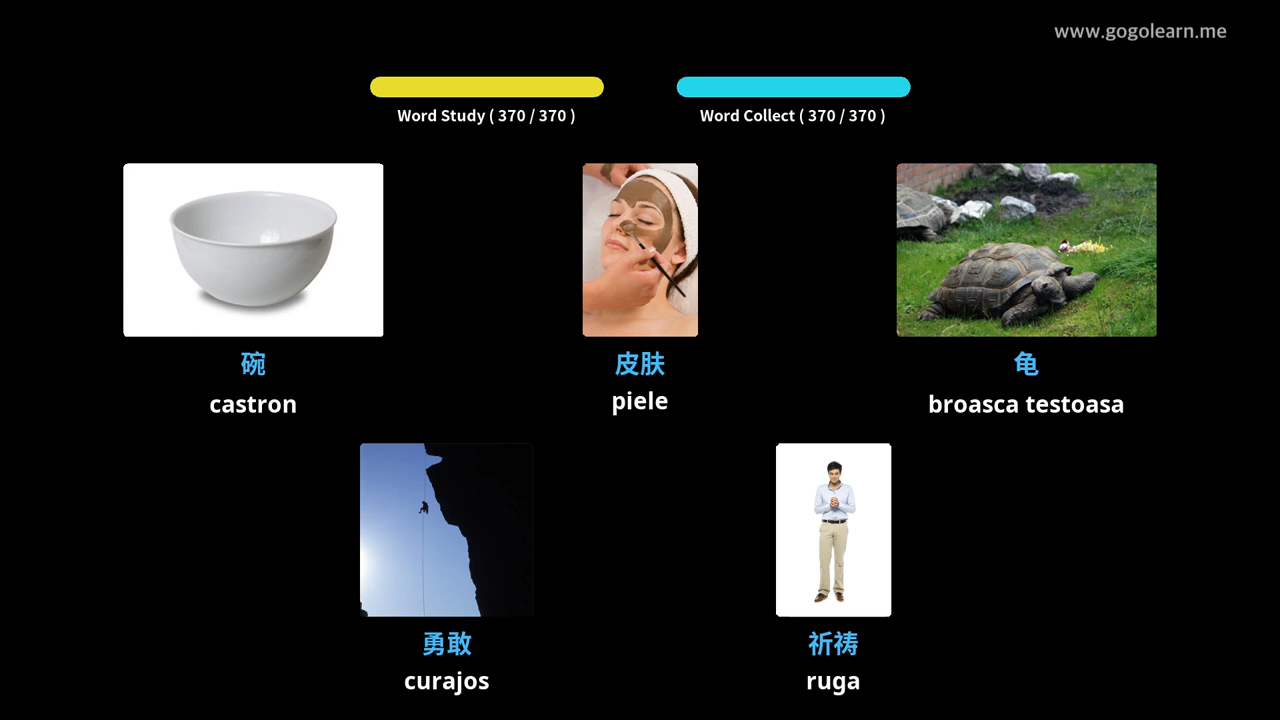 www.gogolearn.me
Word Study ( 370 / 370 )
Word Collect ( 370 / 370 )
碗
castron
皮肤
piele
龟
broasca testoasa
勇敢
curajos
祈祷
ruga